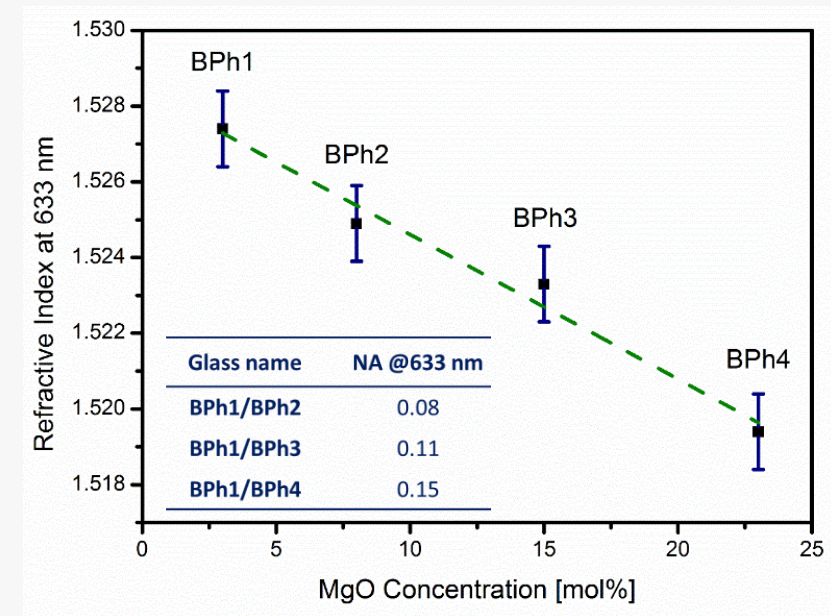 1.530
1.528
1.526
1.524
1.522
1.520
1.518
Refractive Index at 633 nm
BPh1
BPh2
BPh3
BPh4
Glass name NA @633 nm
BPh1/BPh2 0.08
BPh1/BPh3 0.11
BPh1/BPh4 0.15
0 5 10 15 20 25
MgO Concentration [mol%]